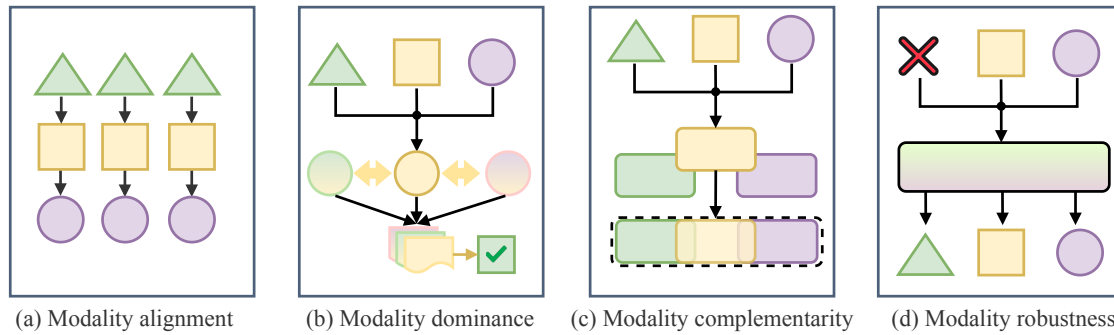 (a) Modality alignment
(b) Modality dominance
(c) Modality complementarity
(d) Modality robustness